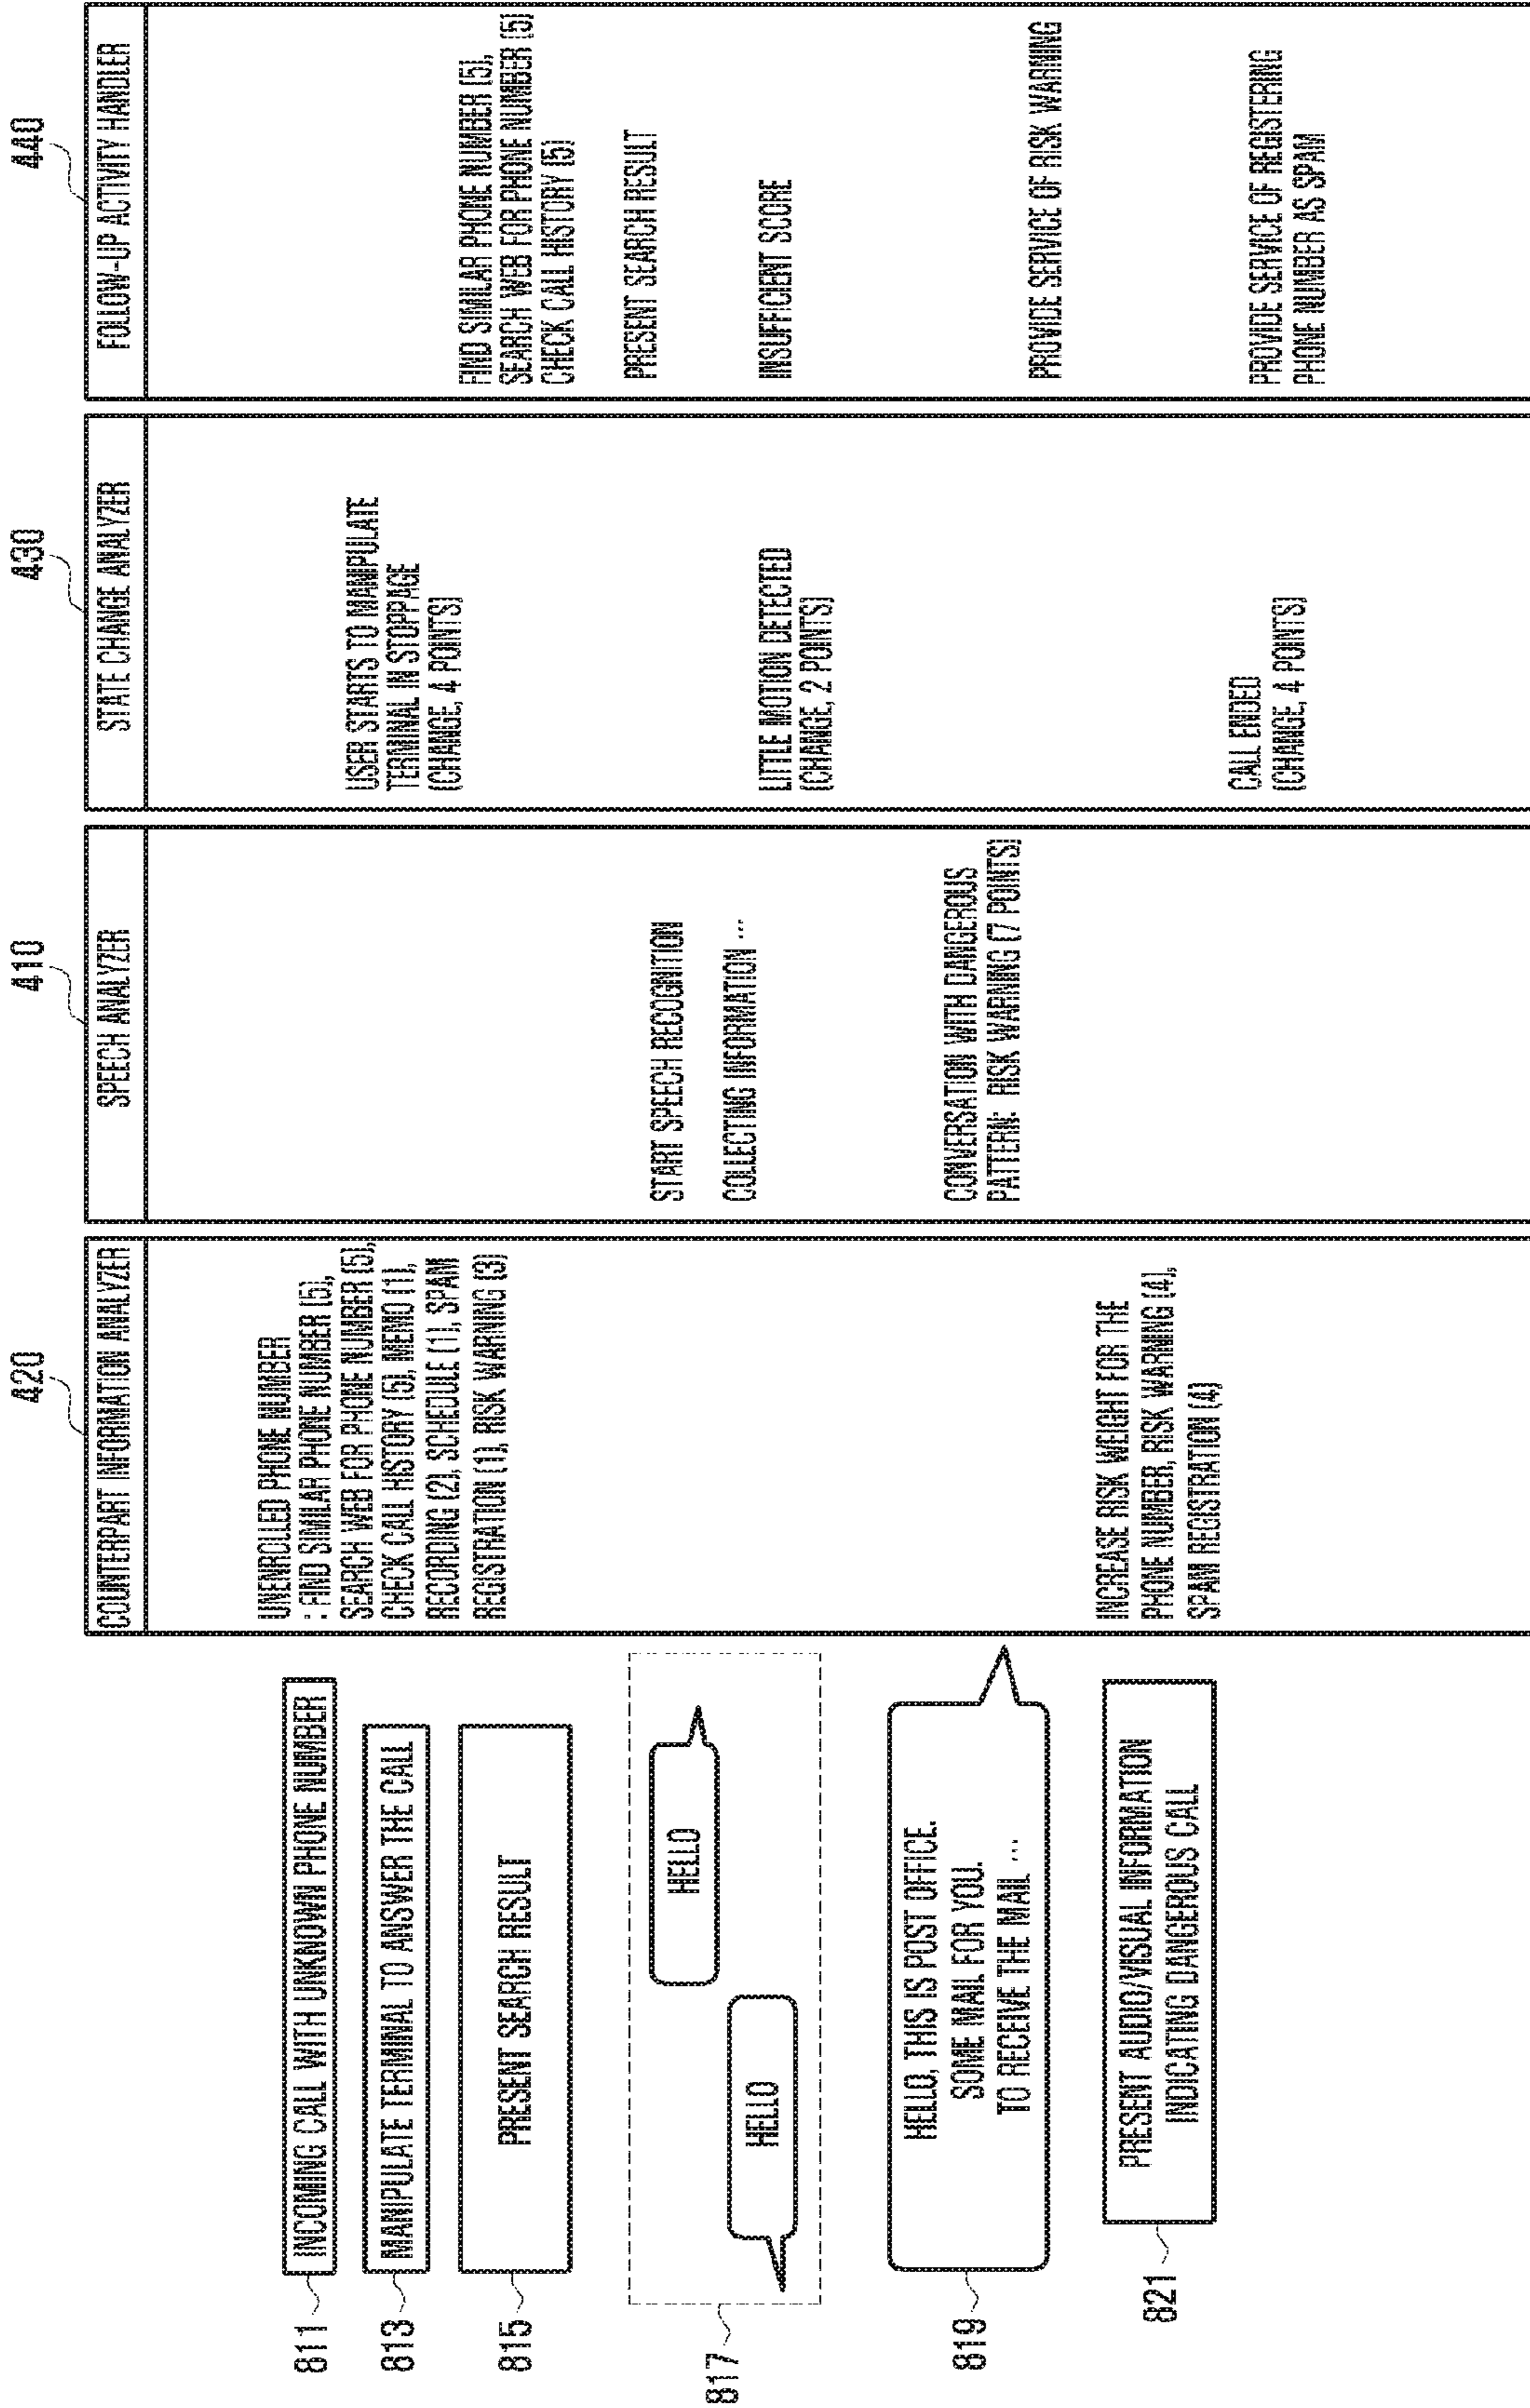 420
410
430
440
COUNTERPART INFORMATION ANALYZER
SPEECH ANALYZER
STATE CHANGE ANALYZER
FOLLOW-UP ACTIVITY HANDLER
811
INCOMING CALL WITH UNKNOWN PHONE NUMBER
UNENROLLED PHONE NUMBER
: FIND SIMILAR PHONE NUMBER (5),
SEARCH WEB FOR PHONE NUMBER (5),
CHECK CALL HISTORY (5), MEMO (1),
RECORDING (2), SCHEDULE (1), SPAM
REGISTRATION (1), RISK WARNING (3)
813
MANIPULATE TERMINAL TO ANSWER THE CALL
USER STARTS TO MANIPULATE
TERMINAL IN STOPPAGE
(CHANGE, 4 POINTS)
815
PRESENT SEARCH RESULT
FIND SIMILAR PHONE NUMBER (5),
SEARCH WEB FOR PHONE NUMBER (5)
CHECK CALL HISTORY (5)
PRESENT SEARCH RESULT
817
HELLO
HELLO
START SPEECH RECOGNITION
COLLECTING INFORMATION ...
LITTLE MOTION DETECTED
(CHANGE, 2 POINTS)
INSUFFICIENT SCORE
819
HELLO, THIS IS POST OFFICE.
SOME MAIL FOR YOU.
TO RECEIVE THE MAIL ...
CONVERSATION WITH DANGEROUS
PATTERN: RISK WARNING (7 POINTS)
PROVIDE SERVICE OF RISK WARNING
821
PRESENT AUDIO/VISUAL INFORMATION
INDICATING DANGEROUS CALL
INCREASE RISK WEIGHT FOR THE
PHONE NUMBER, RISK WARNING (4),
SPAM REGISTRATION (4)
CALL ENDED
(CHANGE, 4 POINTS)
PROVIDE SERVICE OF REGISTERING
PHONE NUMBER AS SPAM